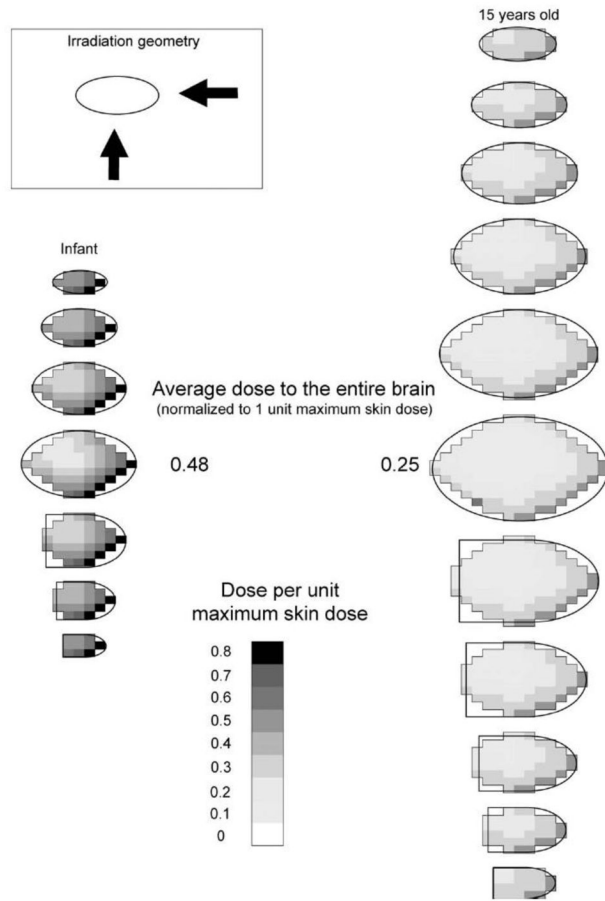 Irradiation geometry
15 years old
Infant
Average dose to the entire brain
(normalized to 1 unit maximum skin dose)
0.48
0.25
Dose per unit
maximum skin dose
0.8
0.7
0.6
0.5
0.4
0.3
0.2
0.1
0